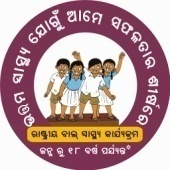 ଉତ୍ତମ ସାସ୍ଥ୍ୟ ଯୋଗୁଁ ଆମେ ସଫଳତାର ଶୀର୍ଷରେ
ରାଷ୍ଟ୍ରୀୟ ବାଲ୍ ସ୍ବାସ୍ଥ୍ୟ କାର୍ଯ୍ୟକ୍ରମ
ଜନ୍ମ ରୁ ୧୮ ବର୍ଷ ପର୍ଯ୍ୟନ୍ତ